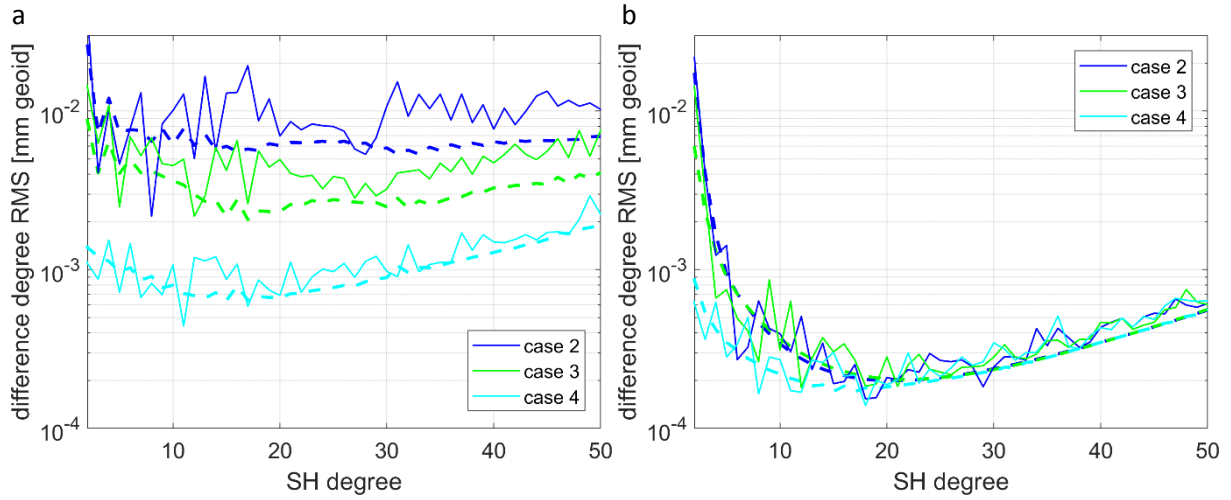 a
difference degree RMS [mm geoid]
10^-2
10^-3
10^-4
10
20
30
40
50
SH degree
case 2
case 3
case 4
b
difference degree RMS [mm geoid]
10^-2
10^-3
10^-4
10
20
30
40
50
SH degree
case 2
case 3
case 4